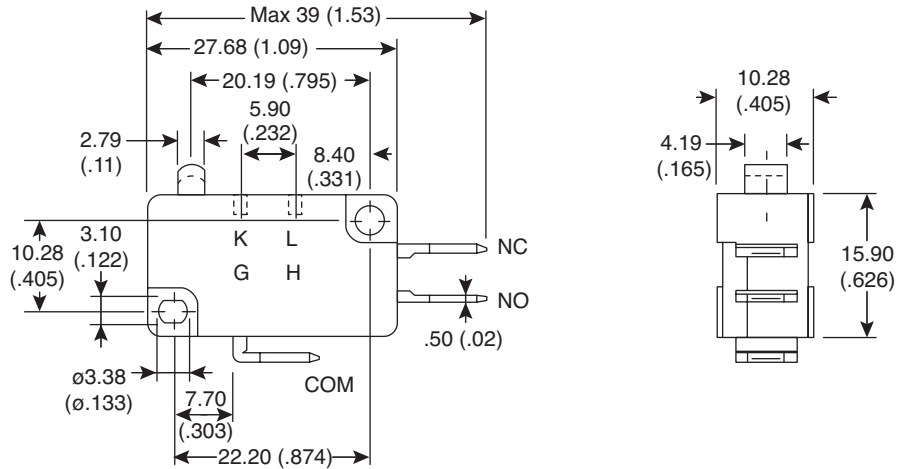 Max 39 (1.53)
27.68 (1.09)
20.19 (.795)
5.90
(.232)
2.79
(.11)
8.40
(.331)
10.28
(.405)
3.10
(.122)
K L
G H
NC
NO
.50 (.02)
COM
ø3.38
(ø.133)
7.70
(.303)
22.20 (.874)
10.28
(.405)
4.19
(.165)
15.90
(.626)